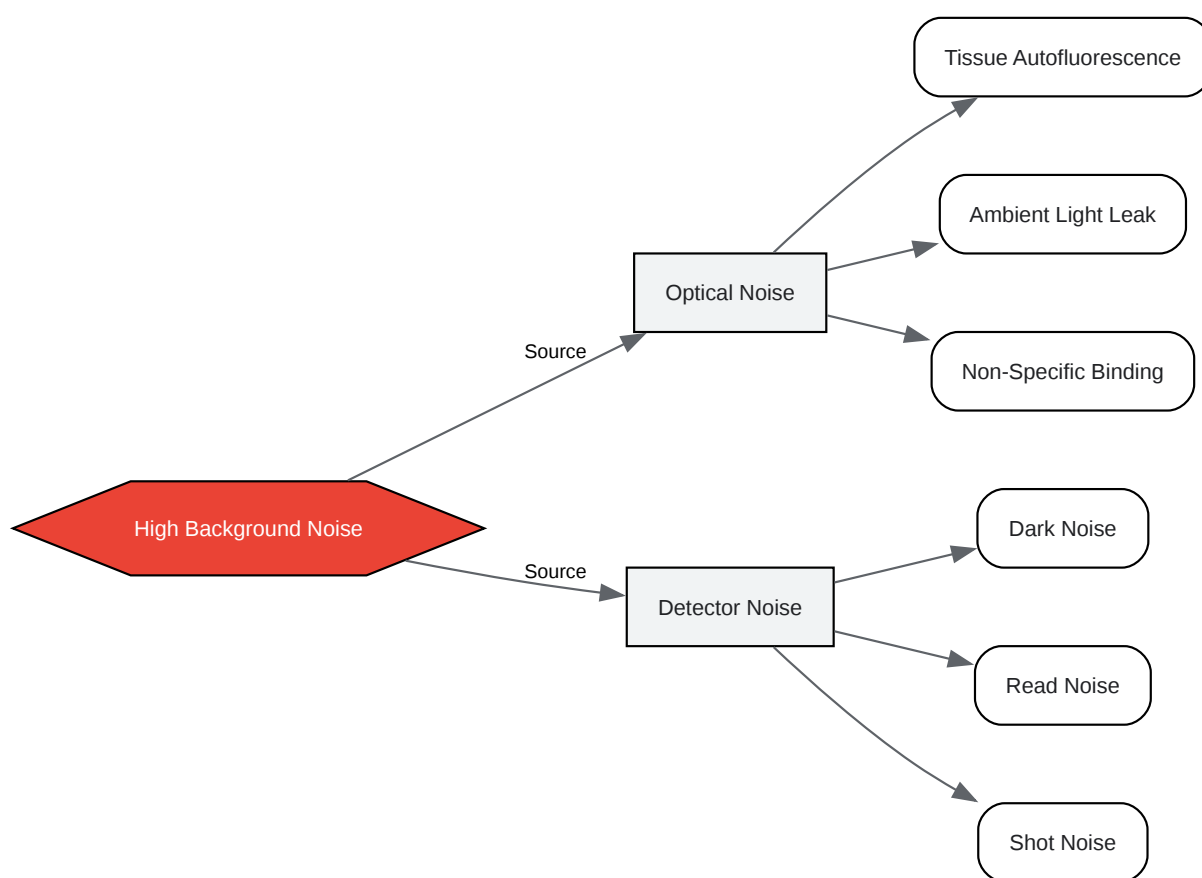 Tissue Autofluorescence
Ambient Light Leak
Optical Noise
Source
Non-Specific Binding
High Background Noise
Dark Noise
Source
Detector Noise
Read Noise
Shot Noise